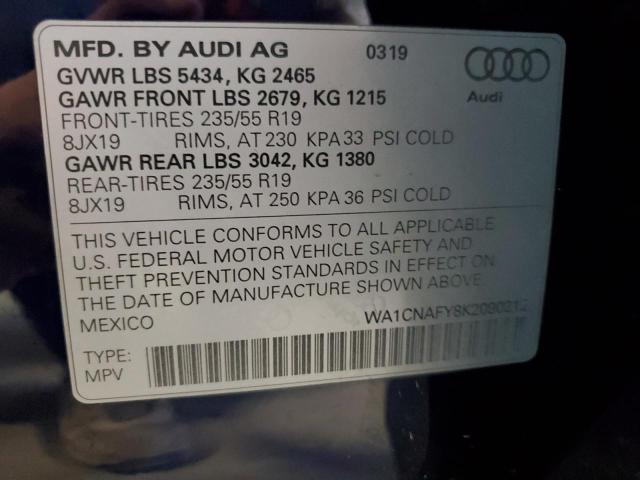 MFD. BY AUDI AG 0319
GVWR LBS 5434, KG 2465
GAWR FRONT LBS 2679, KG 1215
Audi
FRONT-TIRES 235/55 R19
8JX19 RIMS, AT 230 KPA 33 PSI COLD
GAWR REAR LBS 3042, KG 1380
REAR-TIRES 235/55 R19
8JX19 RIMS, AT 250 KPA 36 PSI COLD
THIS VEHICLE CONFORMS TO ALL APPLICABLE
U.S. FEDERAL MOTOR VEHICLE SAFETY AND
THEFT PREVENTION STANDARDS IN EFFECT ON
THE DATE OF MANUFACTURE SHOWN ABOVE.
MEXICO WA1CNAFY8K2090212
TYPE:
MPV